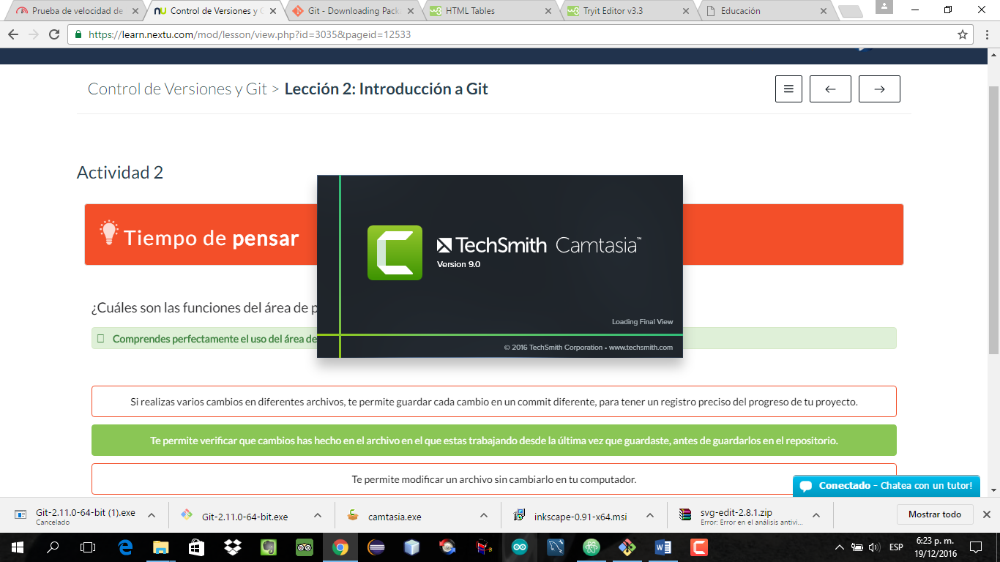 Prueba de velocidad de
Control de Versiones y G
Git - Downloading Pack
HTML Tables
Tryit Editor v3.3
Educación
https://learn.nextu.com/mod/lesson/view.php?id=3035&pageid=12533
Control de Versiones y Git > Lección 2: Introducción a Git
Actividad 2
Tiempo de pensar
TechSmith Camtasia™
Version 9.0
¿Cuáles son las funciones del área de p
Loading Final View
Comprendes perfectamente el uso del área de
© 2016 TechSmith Corporation • www.techsmith.com
Si realizas varios cambios en diferentes archivos, te permite guardar cada cambio en un commit diferente, para tener un registro preciso del progreso de tu proyecto.
Te permite verificar que cambios has hecho en el archivo en el que estas trabajando desde la última vez que guardaste, antes de guardarlos en el repositorio.
Te permite modificar un archivo sin cambiarlo en tu computador.
Conectado - Chatea con un tutor!
Git-2.11.0-64-bit (1).exe
Cancelado
Git-2.11.0-64-bit.exe
camtasia.exe
inkscape-0.91-x64.msi
svg-edit-2.8.1.zip
Error: Error en el análisis antivi...
Mostrar todo
ESP
6:23 p. m.
19/12/2016